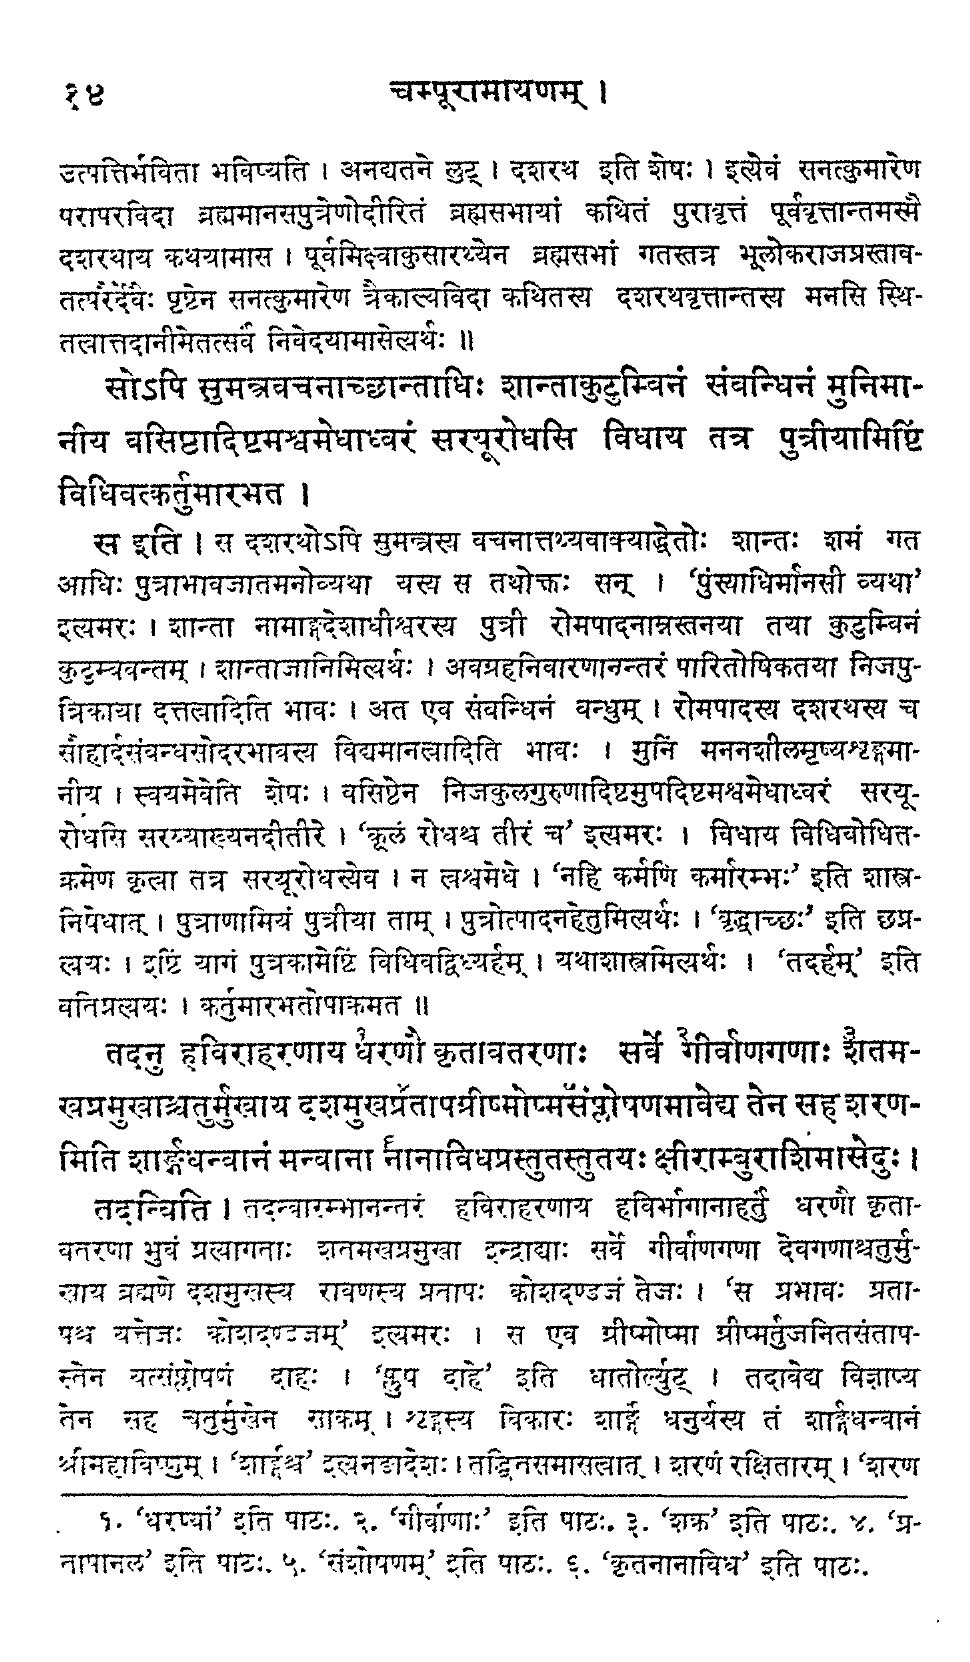 १४ चम्पूरामायणम् ।
उत्पत्तिर्भविता भविष्यति । अनद्यतने लुट् । दशरथ इति शेषः । इत्येवं सनत्कुमारेण
परापरविदा ब्रह्ममानसपुत्रेणोदीरितं ब्रह्मसभायां कथितं पुरावृत्तं पूर्ववृत्तान्तमस्मै
दशरथाय कथयामास । पूर्वमिक्ष्वाकुसारथ्येन ब्रह्मसभां गतस्तत्र भूलोकराजप्रस्ताव-
तत्परैर्देवैः पृष्टेन सनत्कुमारेण त्रैकाल्यविदा कथितस्य दशरथवृत्तान्तस्य मनसि स्थि-
तत्वात्तदानीमेतत्सर्वं निवेदयामासेत्यर्थः ॥
सोऽपि सुमन्त्रवचनाच्छान्ताधिः शान्ताकुटुम्बिनं संबन्धिनं मुनिमा-
नीय वसिष्ठादिष्टमश्वमेधाध्वरं सरयूरोधसि विधाय तत्र पुत्रीयामिष्टिं
विधिवत्कर्तुमारभत ।
स इति । स दशरथोऽपि सुमन्त्रस्य वचनात्तथ्यवाक्याद्धेतोः शान्तः शमं गत
आधिः पुत्राभावजातमनोव्यथा यस्य स तथोक्तः सन् । ‘पुंस्याधिर्मानसी व्यथा’
इत्यमरः । शान्ता नामाङ्गदेशाधीश्वरस्य पुत्री रोमपादनाम्नस्तनया तया कुटुम्बिनं
कुटुम्बवन्तम् । शान्ताजानिमित्यर्थः । अवग्रहनिवारणानन्तरं पारितोषिकतया निजपु-
त्रिकाया दत्तत्वादिति भावः । अत एव संबन्धिनं बन्धुम् । रोमपादस्य दशरथस्य च
सौहार्दसंबन्धसोदरभावस्य विद्यमानत्वादिति भावः । मुनिं मननशीलमृष्यशृङ्गमा-
नीय । स्वयमेवेति शेषः । वसिष्ठेन निजकुलगुरुणादिष्टमुपदिष्टमश्वमेधाध्वरं सरयू-
रोधसि सरय्वाख्यनदीतीरे । ‘कूलं रोधश्च तीरं च’ इत्यमरः । विधाय विधिबोधित-
क्रमेण कृत्वा तत्र सरयूरोधस्येव । न त्वश्वमेधे । ‘नहि कर्मणि कर्मारम्भः’ इति शास्त्र-
निषेधात् । पुत्राणामियं पुत्रीया ताम् । पुत्रोत्पादनहेतुमित्यर्थः । ‘वृद्धाच्छः’ इति छप्र-
त्ययः । इष्टिं यागं पुत्रकामेष्टिं विधिवद्विध्यर्हम् । यथाशास्त्रमित्यर्थः । ‘तदर्हम्’ इति
वतिप्रत्ययः । कर्तुमारभतोपाक्रमत ॥
तदनु हविराहरणाय १धरणौ कृतावतरणाः सर्वे २गीर्वाणगणाः ३शतम-
खप्रमुखाश्चतुर्मुखाय दशमुखप्र४तापग्रीष्मोष्म५संप्लोषणमावेद्य तेन सह शरण-
मिति शार्ङ्गधन्वानं मन्वाना ६नानाविधप्रस्तुतस्तुतयः क्षीराम्बुराशिमासेदुः ।
तदन्विति । तदन्वारम्भानन्तरं हविराहरणाय हविर्भागानाहर्तुं धरणौ कृता-
वतरणा भुवं प्रत्यागताः शतमखप्रमुखा इन्द्राद्याः सर्वे गीर्वाणगणा देवगणाश्चतुर्मु-
खाय ब्रह्मणे दशमुखस्य रावणस्य प्रतापः कोशदण्डजं तेजः । ‘स प्रभावः प्रता-
पश्च यत्तेजः कोशदण्डजम्’ इत्यमरः । स एव ग्रीष्मोष्मा ग्रीष्मर्तुजनितसंताप-
स्तेन यत्संप्लोषणं दाहः । ‘प्लुष दाहे’ इति धातोर्ल्युट् । तदावेद्य विज्ञाप्य
तेन सह चतुर्मुखेन साकम् । शृङ्गस्य विकारः शार्ङ्गं धनुर्यस्य तं शार्ङ्गधन्वानं
श्रीमहाविष्णुम् । ‘शार्ङ्गश्च’ इत्यनडादेशः । तद्धितसमासत्वात् । शरणं रक्षितारम् । ‘शरण
१. ‘धरण्यां’ इति पाठः. २. ‘गीर्वाणाः’ इति पाठः. ३. ‘शक्र’ इति पाठः. ४. ‘प्र-
तापानल’ इति पाठः. ५. ‘संशोषणम्’ इति पाठः. ६. ‘कृतनानाविध’ इति पाठः.